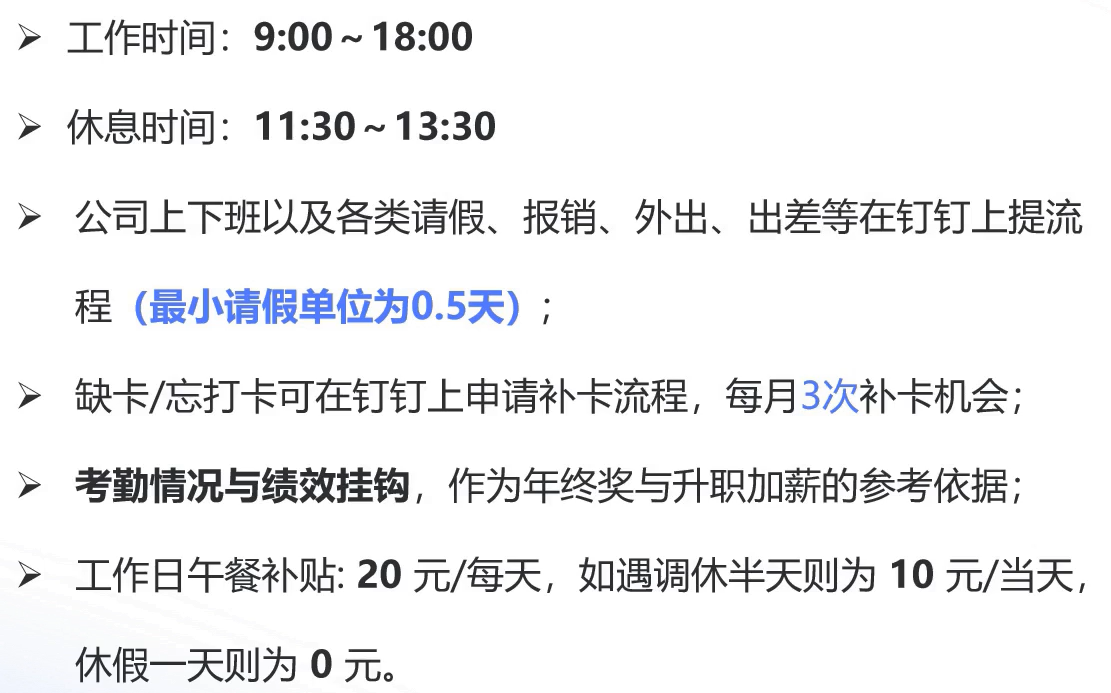 ➢ 工作时间：9:00～18:00
➢ 休息时间：11:30～13:30
➢ 公司上下班以及各类请假、报销、外出、出差等在钉钉上提流
程（最小请假单位为0.5天）；
➢ 缺卡/忘打卡可在钉钉上申请补卡流程，每月3次补卡机会；
➢ 考勤情况与绩效挂钩，作为年终奖与升职加薪的参考依据；
➢ 工作日午餐补贴: 20 元/每天，如遇调休半天则为 10 元/当天，
休假一天则为 0 元。